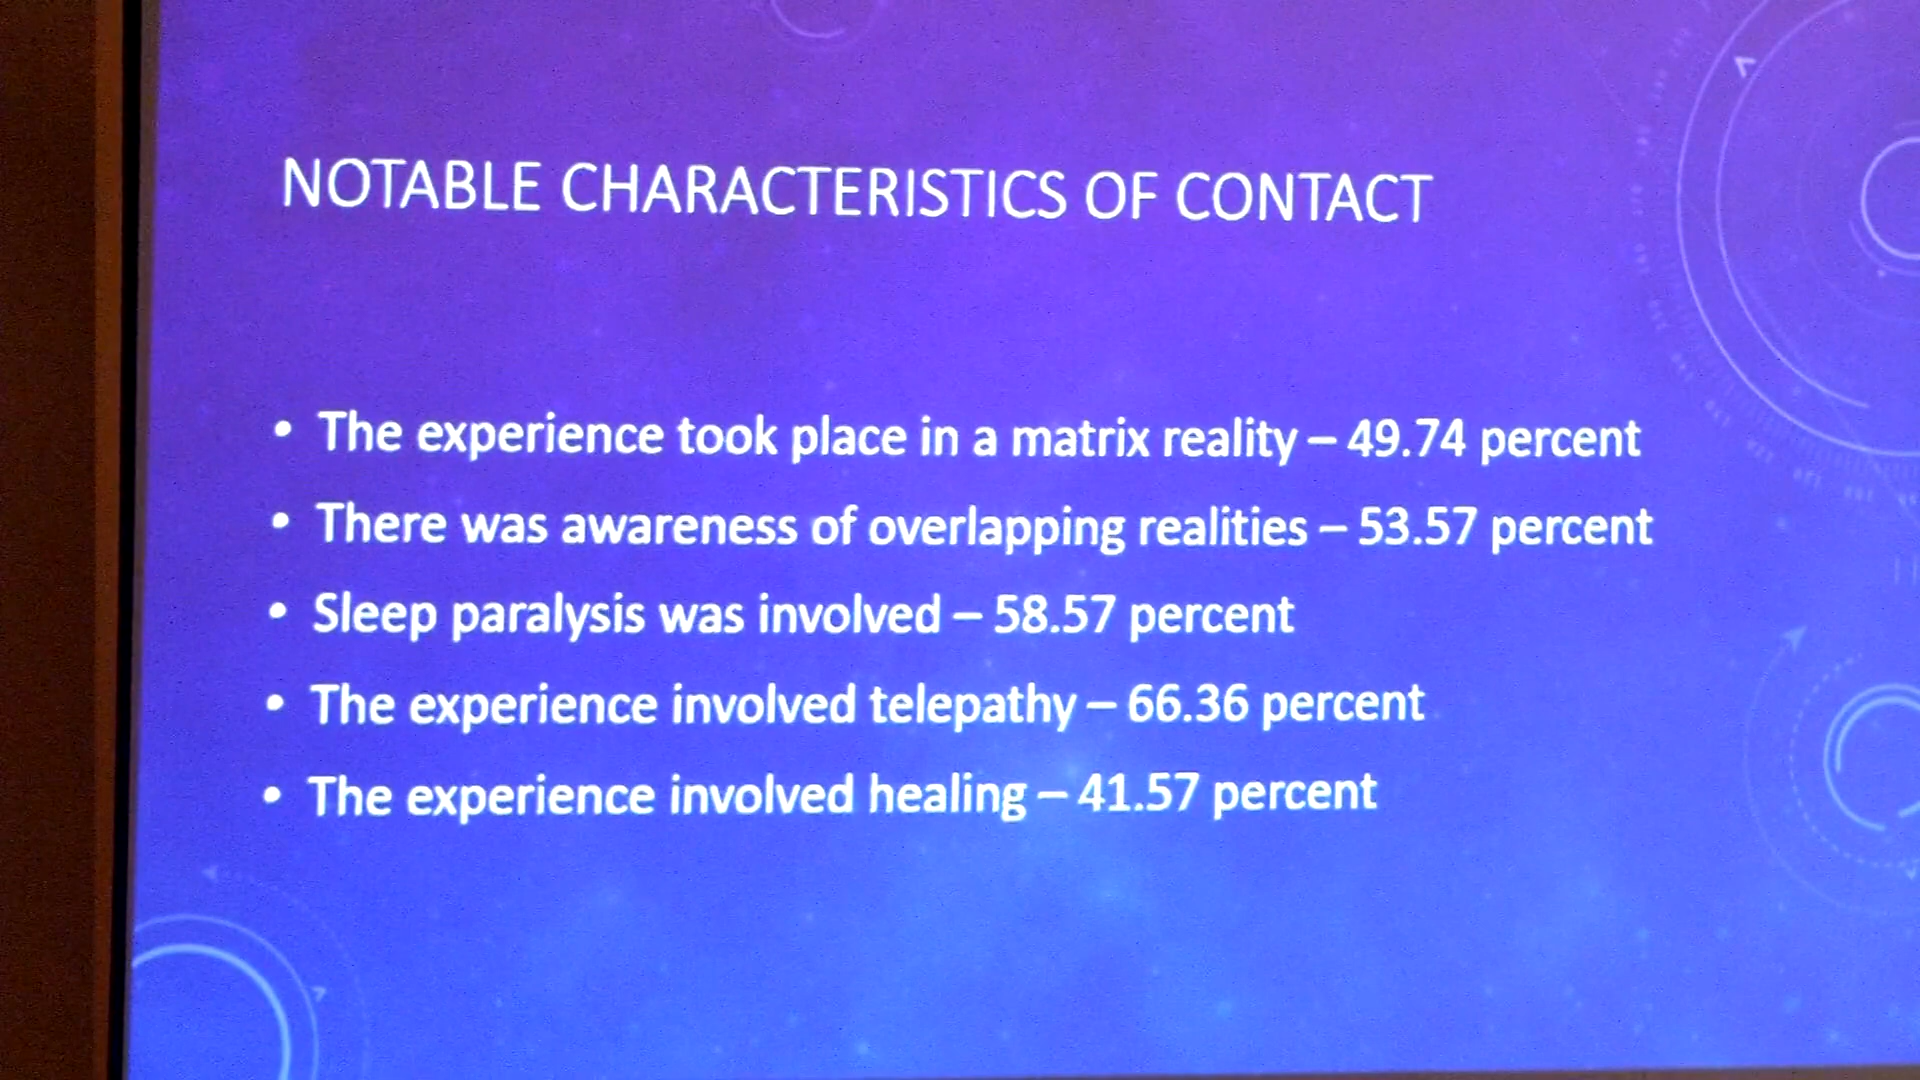 NOTABLE CHARACTERISTICS OF CONTACT
• The experience took place in a matrix reality – 49.74 percent
• There was awareness of overlapping realities – 53.57 percent
• Sleep paralysis was involved – 58.57 percent
• The experience involved telepathy – 66.36 percent
• The experience involved healing – 41.57 percent